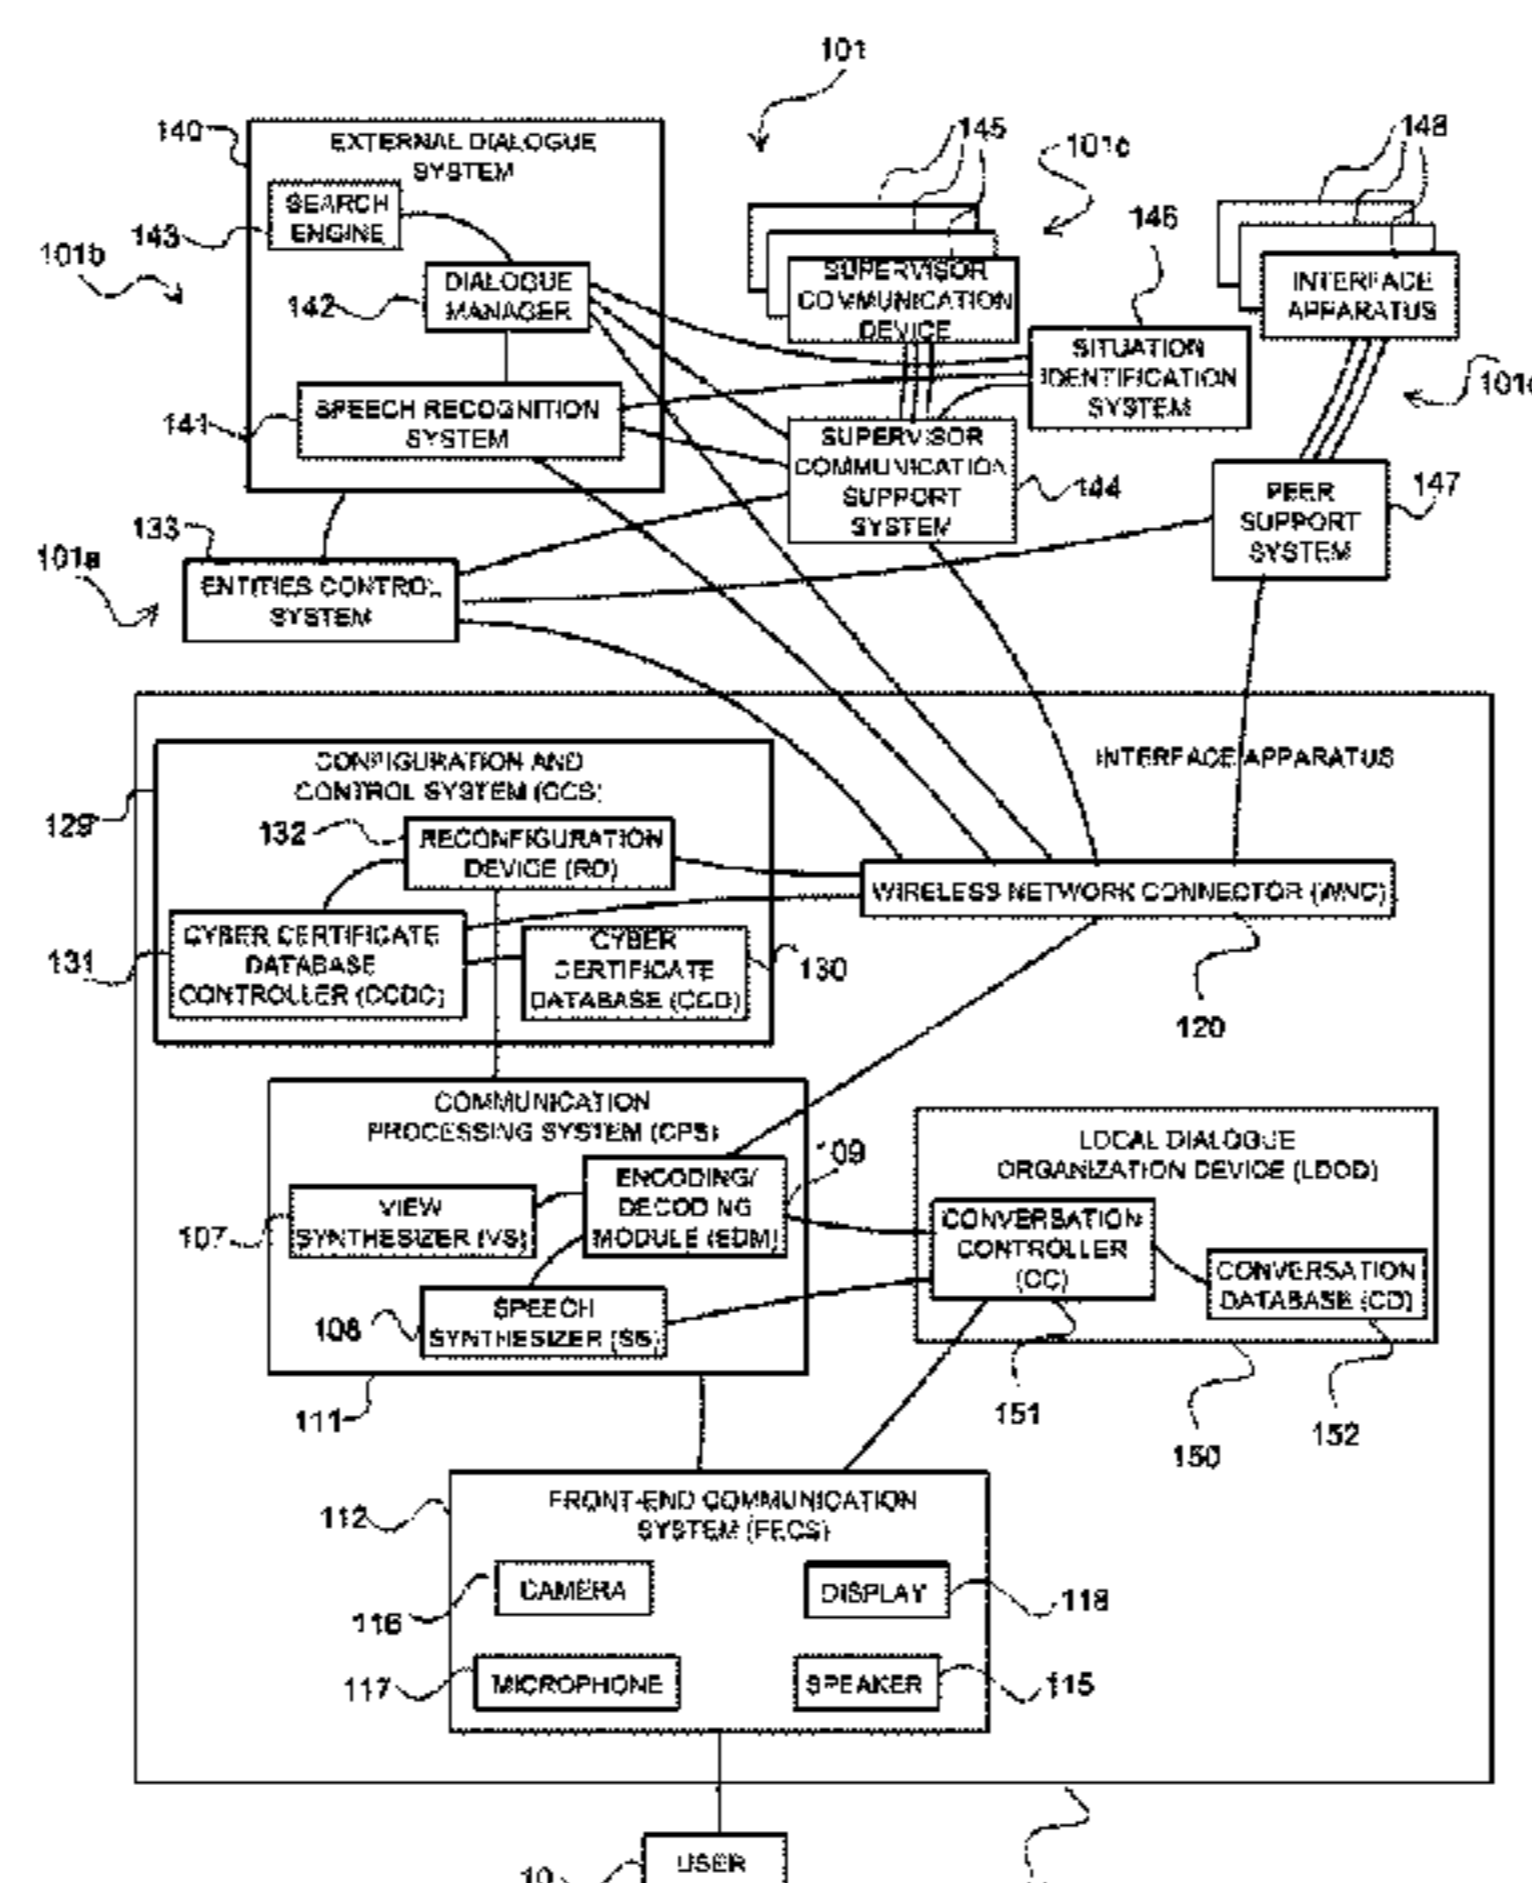 101
140
EXTERNAL DIALOGUE
SYSTEM
145
101c
148
SEARCH
ENGINE
143
101b
146
DIALOGUE
MANAGER
142
SUPERVISOR
COMMUNICATION
DEVICE
INTERFACE
APPARATUS
SITUATION
IDENTIFICATION
SYSTEM
SPEECH RECOGNITION
SYSTEM
141
SUPERVISOR
COMMUNICATION
SUPPORT
SYSTEM
144
PEER
SUPPORT
SYSTEM
147
133
101a
ENTITIES CONTROL
SYSTEM
CONFIGURATION AND
CONTROL SYSTEM (CCS)
INTERFACE APPARATUS
129
132
RECONFIGURATION
DEVICE (RD)
WIRELESS NETWORK CONNECTOR (WNC)
131
CYBER CERTIFICATE
DATABASE
CONTROLLER (CCDC)
CYBER
CERTIFICATE
DATABASE (CCD)
130
120
COMMUNICATION
PROCESSING SYSTEM (CPS)
109
LOCAL DIALOGUE
ORGANIZATION DEVICE (LDOD)
ENCODING/
DECODING
MODULE (EDM)
VIEW
SYNTHESIZER (VS)
107
CONVERSATION
CONTROLLER
(CC)
CONVERSATION
DATABASE (CD)
SPEECH
SYNTHESIZER (SS)
108
111
151
150
152
FRONT-END COMMUNICATION
SYSTEM (FECS)
112
CAMERA
DISPLAY
116
118
MICROPHONE
SPEAKER
117
115
USER
10